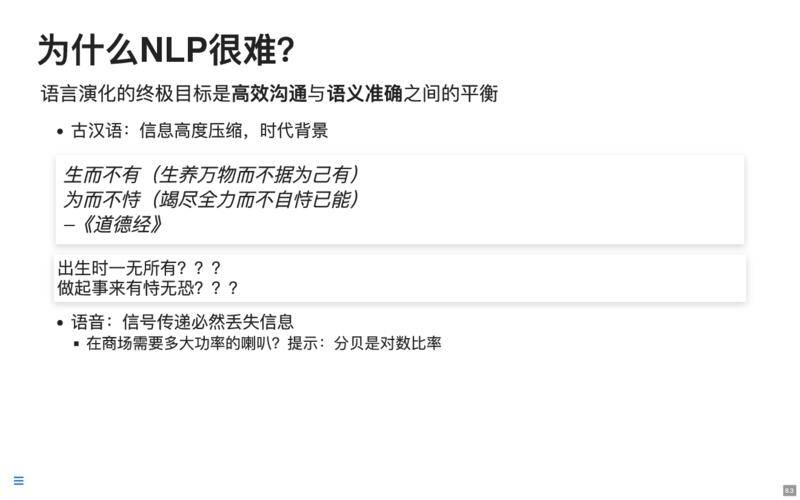 为什么NLP很难?
语言演化的终极目标是高效沟通与语义准确之间的平衡
• 古汉语：信息高度压缩，时代背景
生而不有（生养万物而不据为己有）
为而不恃（竭尽全力而不自恃已能）
–《道德经》
出生时一无所有？？？
做起事来有恃无恐？？？
• 语音：信号传递必然丢失信息
▪ 在商场需要多大功率的喇叭？提示：分贝是对数比率
8.3